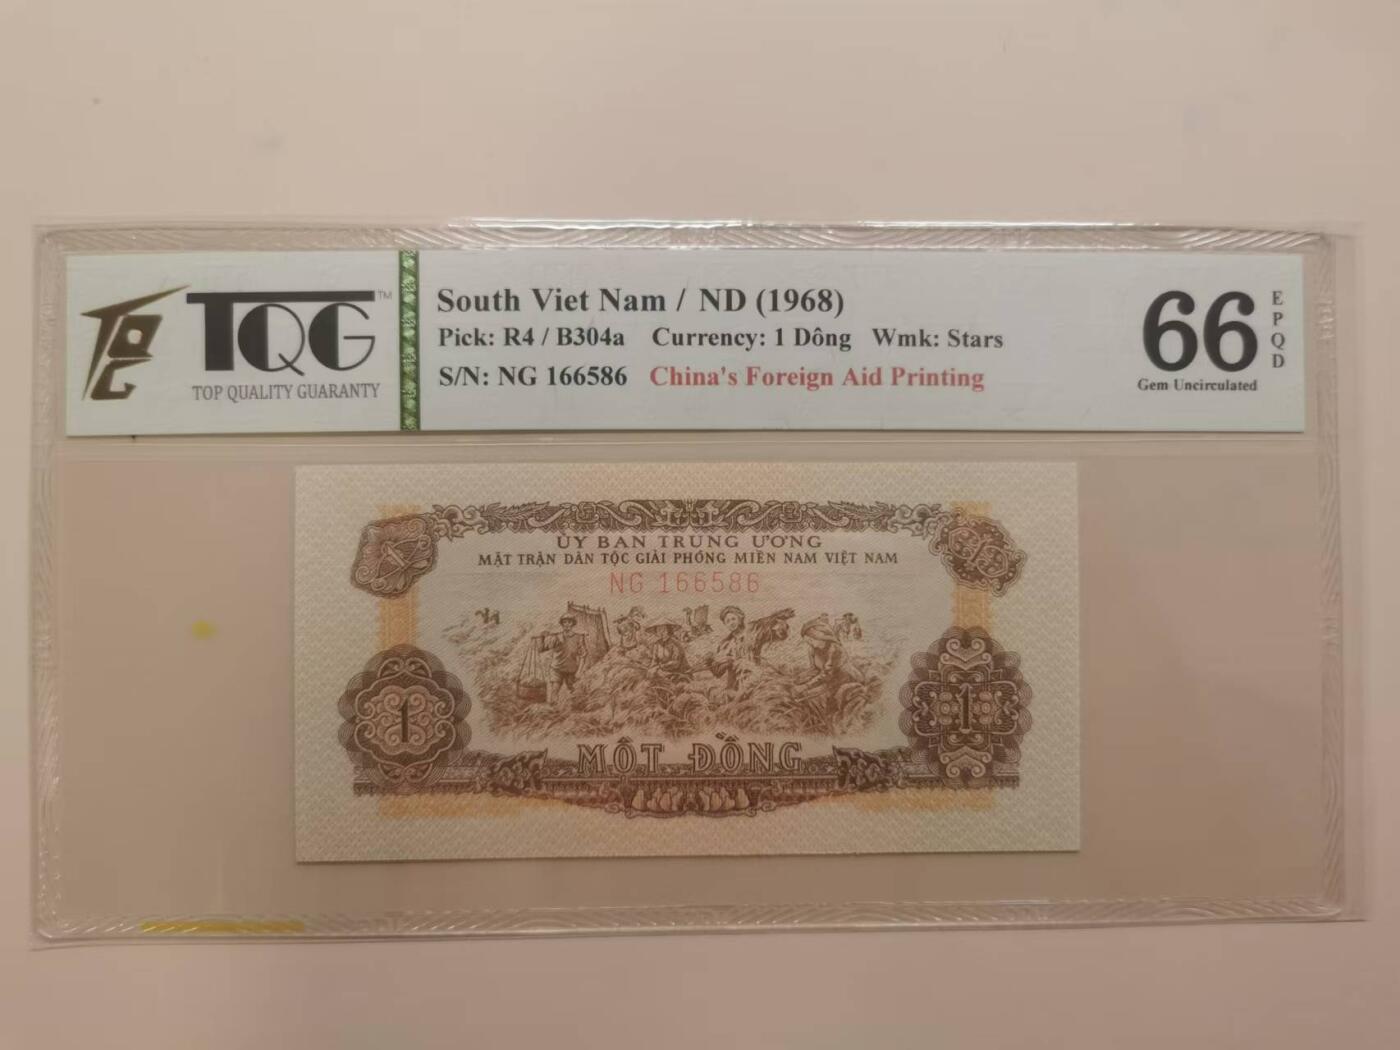 TQG
TQG™
TOP QUALITY GUARANTY
South Viet Nam / ND (1968)
Pick: R4 / B304a Currency: 1 Dông Wmk: Stars
S/N: NG 166586 China's Foreign Aid Printing
66
EPQD
Gem Uncirculated
ỦY BAN TRUNG ƯƠNG
MẶT TRẬN DÂN TỘC GIẢI PHÓNG MIỀN NAM VIỆT NAM
NG 166586
1
1
1
MỘT ĐỒNG